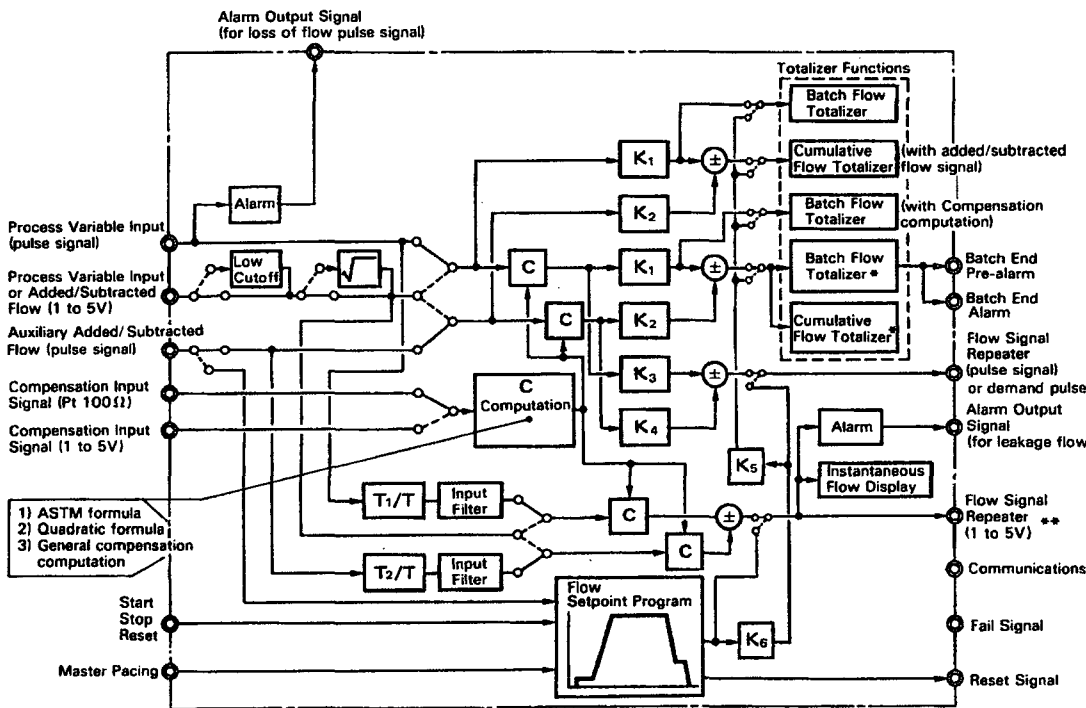 Alarm Output Signal
(for loss of flow pulse signal)
Totalizer Functions
Batch Flow
Totalizer
Cumulative
Flow Totalizer
(with added/subtracted
flow signal)
Batch Flow
Totalizer
(with Compensation
computation)
Batch Flow
Totalizer*
Cumulative
Flow Totalizer*
Batch End
Pre-alarm
Batch End
Alarm
Flow Signal
Repeater
(pulse signal)
or demand pulse
Alarm Output
Signal
(for leakage flow
Flow Signal
Repeater **
(1 to 5V)
Communications
Fail Signal
Reset Signal
Alarm
Process Variable Input
(pulse signal)
Process Variable Input
or Added/Subtracted
Flow (1 to 5V)
Auxiliary Added/Subtracted
Flow (pulse signal)
Compensation Input
Signal (Pt 100Ω)
Compensation Input
Signal (1 to 5V)
Low
Cutoff
√
K1
±
K2
C
K1
±
C
K2
K3
±
K4
C
Computation
K5
Alarm
Instantaneous
Flow Display
1) ASTM formula
2) Quadratic formula
3) General compensation
computation
T1/T
Input
Filter
C
±
T2/T
Input
Filter
C
Start
Stop
Reset
Master Pacing
Flow
Setpoint Program
K6